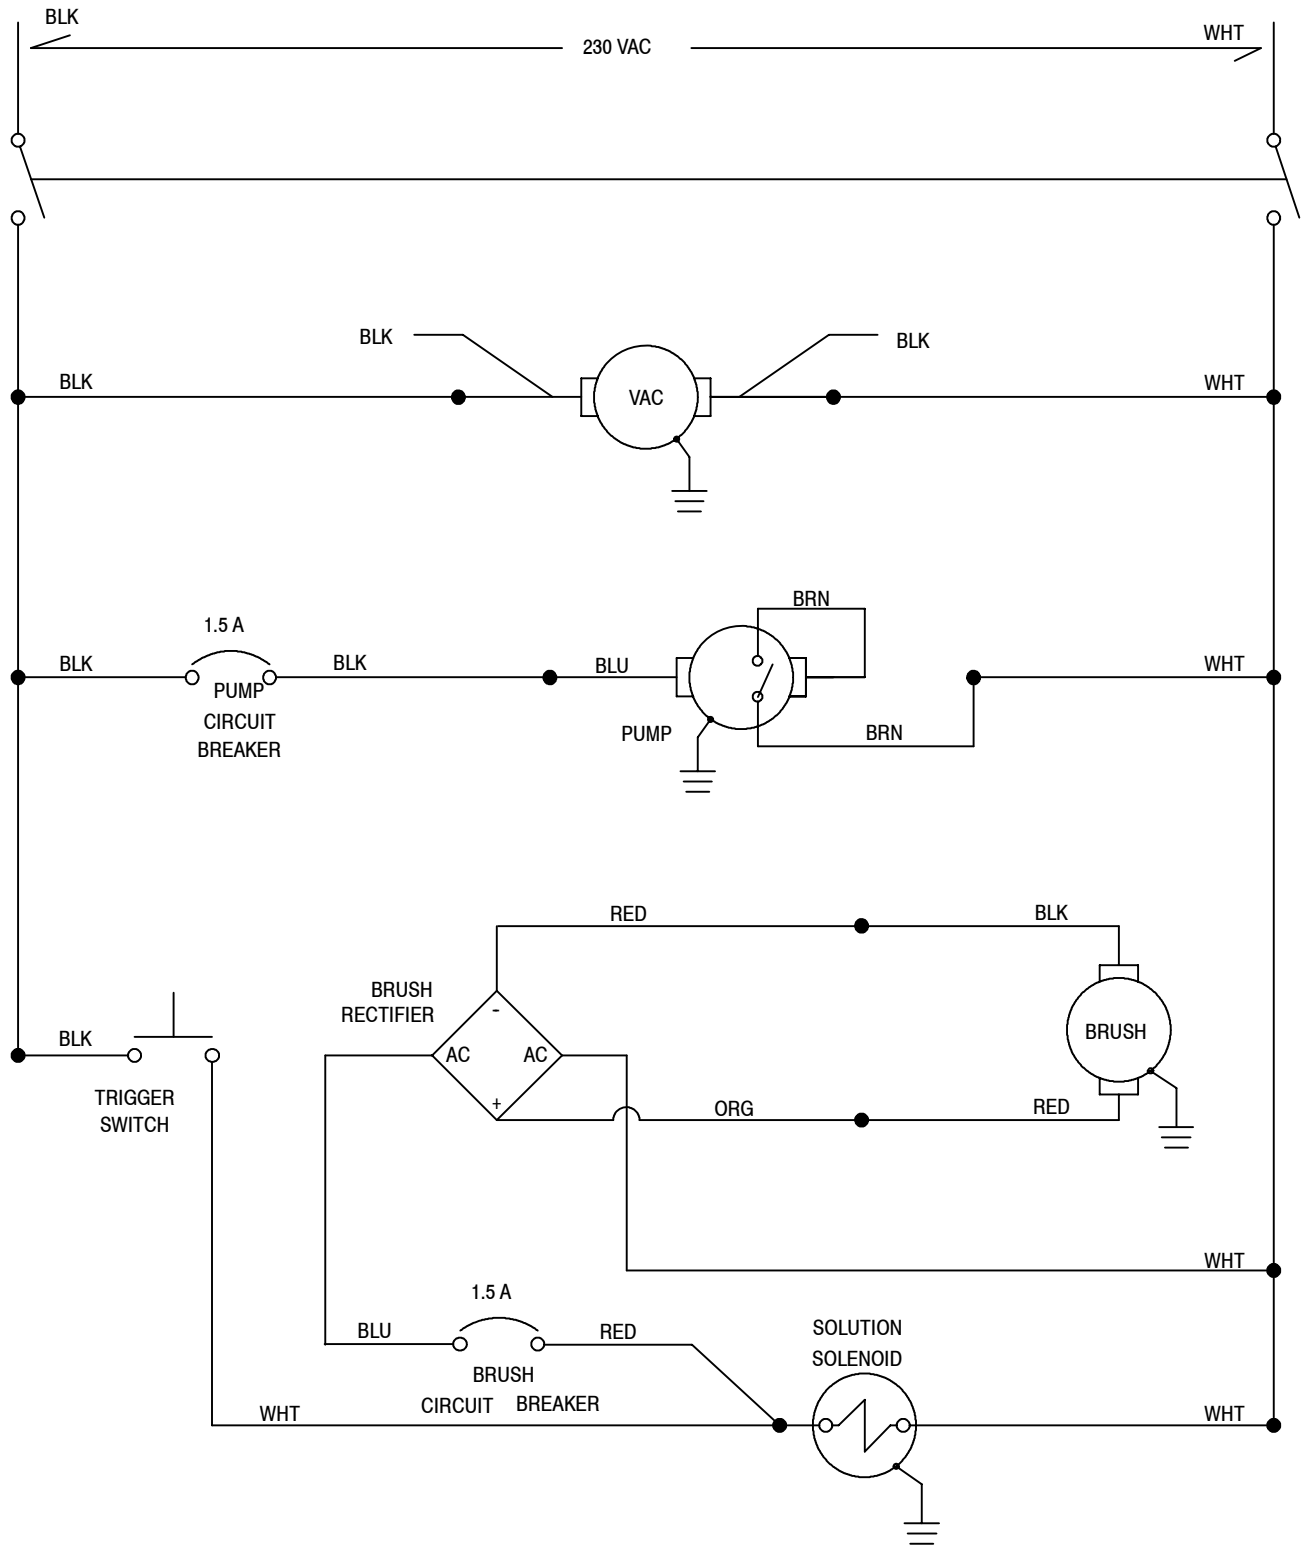 BLK
230 VAC
WHT
BLK
BLK
BLK
VAC
WHT
BRN
1.5 A
BLK
BLK
BLU
WHT
PUMP
CIRCUIT
BREAKER
PUMP
BRN
RED
BLK
BRUSH
RECTIFIER
-
BLK
AC
AC
BRUSH
TRIGGER
SWITCH
+
ORG
RED
WHT
1.5 A
BLU
RED
SOLUTION
SOLENOID
BRUSH
CIRCUIT BREAKER
WHT
WHT